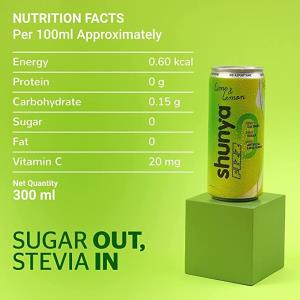 NUTRITION FACTS
Per 100ml Approximately
Energy 0.60 kcal
Protein 0 g
Carbohydrate 0.15 g
Sugar 0
Fat 0
Vitamin C 20 mg
Net Quantity
300 ml
SUGAR OUT,
STEVIA IN
Lime & Lemon
shunya
FIZZ
0